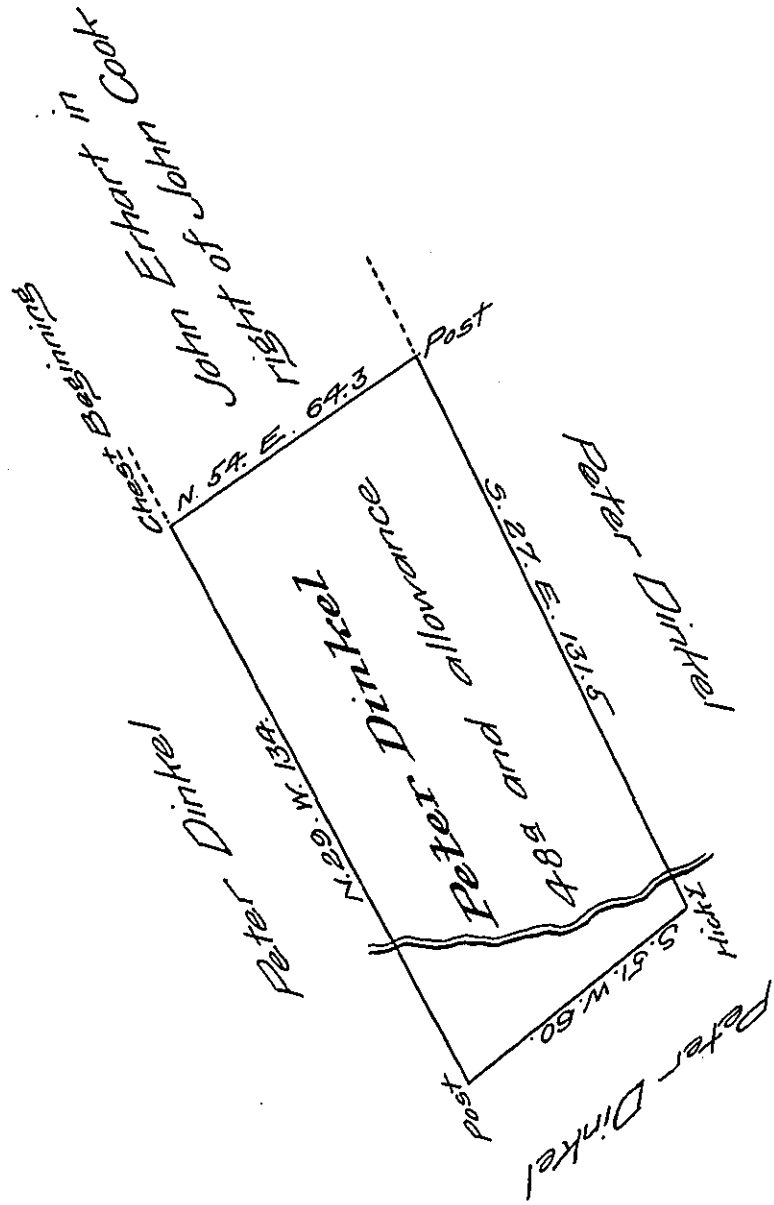 John Erhart in
right of John Cook
Chest. Beginning
N. 54. E. 64.3
Post
Peter Dinkel
N. 29. W. 134.
Peter Dinkel
48a and allowance
S. 27. E. 131.5
Peter Dinkel
Post
S. 51. W. 60.
Hicky
Peter Dinkel